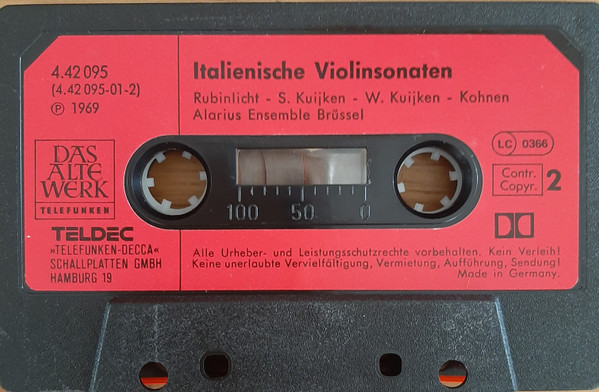 4.42 095
(4.42 095-01-2)
℗ 1969
Italienische Violinsonaten
Rubinlicht - S. Kuijken - W. Kuijken - Kohnen
Alarius Ensemble Brüssel
DAS
ALTE
WERK
TELEFUNKEN
TELDEC
»TELEFUNKEN-DECCA«
SCHALLPLATTEN GMBH
HAMBURG 19
100 50 0
LC 0366
Contr.
Copyr.
2
Alle Urheber- und Leistungsschutzrechte vorbehalten. Kein Verleih!
Keine unerlaubte Vervielfältigung, Vermietung, Aufführung, Sendung!
Made in Germany.